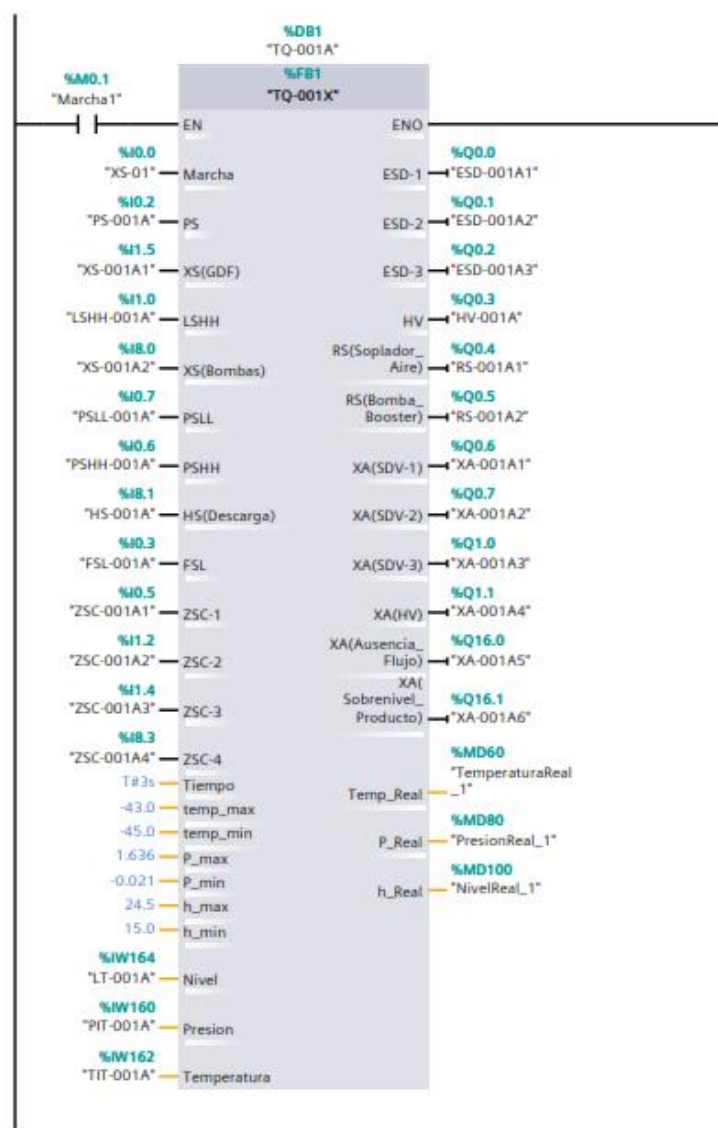 %DB1
"TQ-001A"
%FB1
"TQ-001X"
%M0.1
"Marcha1"
EN
ENO
%I0.0
"XS-01"
Marcha
ESD-1
%Q0.0
"ESD-001A1"
%I0.2
"PS-001A"
PS
ESD-2
%Q0.1
"ESD-001A2"
%I1.5
"XS-001A1"
XS(GDF)
ESD-3
%Q0.2
"ESD-001A3"
%I1.0
"LSHH-001A"
LSHH
HV
%Q0.3
"HV-001A"
%I8.0
"XS-001A2"
XS(Bombas)
RS(Soplador_
Aire)
%Q0.4
"RS-001A1"
%I0.7
"PSLL-001A"
PSLL
RS(Bomba_
Booster)
%Q0.5
"RS-001A2"
%I0.6
"PSHH-001A"
PSHH
XA(SDV-1)
%Q0.6
"XA-001A1"
%I8.1
"HS-001A"
HS(Descarga)
XA(SDV-2)
%Q0.7
"XA-001A2"
%I0.3
"FSL-001A"
FSL
XA(SDV-3)
%Q1.0
"XA-001A3"
%I0.5
"ZSC-001A1"
ZSC-1
XA(HV)
%Q1.1
"XA-001A4"
%I1.2
"ZSC-001A2"
ZSC-2
XA(Ausencia_
Flujo)
%Q16.0
"XA-001A5"
%I1.4
"ZSC-001A3"
ZSC-3
XA(
Sobrenivel_
Producto)
%Q16.1
"XA-001A6"
%I8.3
"ZSC-001A4"
ZSC-4
T#3s
Tiempo
Temp_Real
%MD60
"TemperaturaReal
_1"
-43.0
temp_max
-45.0
temp_min
P_Real
%MD80
"PresionReal_1"
1.636
P_max
-0.021
P_min
h_Real
%MD100
"NivelReal_1"
24.5
h_max
15.0
h_min
%IW164
"LT-001A"
Nivel
%IW160
"PIT-001A"
Presion
%IW162
"TIT-001A"
Temperatura